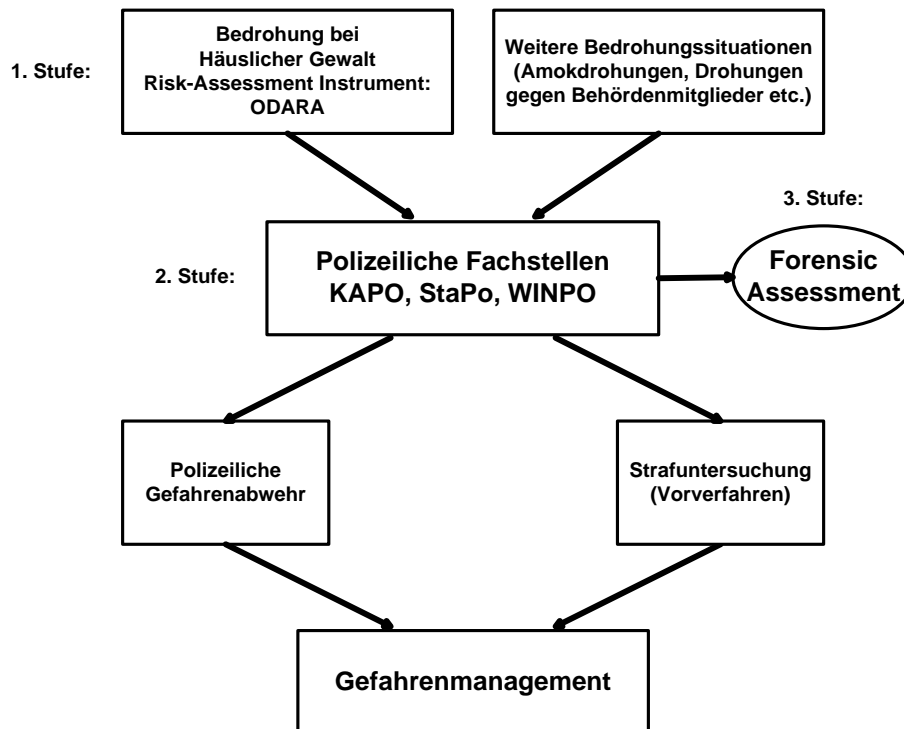 1. Stufe:
Bedrohung bei
Häuslicher Gewalt
Risk-Assessment Instrument:
ODARA
Weitere Bedrohungssituationen
(Amokdrohungen, Drohungen
gegen Behördenmitglieder etc.)
3. Stufe:
2. Stufe:
Polizeiliche Fachstellen
KAPO, StaPo, WINPO
Forensic
Assessment
Polizeiliche
Gefahrenabwehr
Strafuntersuchung
(Vorverfahren)
Gefahrenmanagement